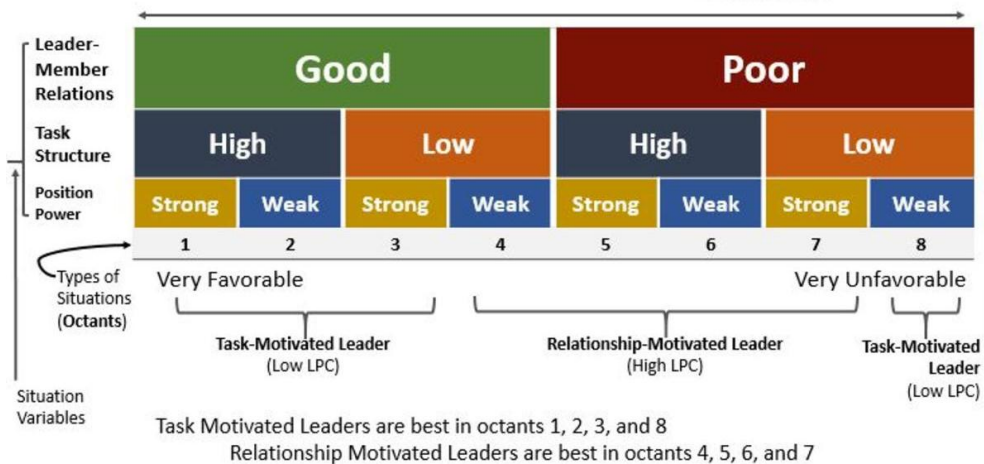 Leader-
Member
Relations
Good
Poor
Task
Structure
High
Low
High
Low
Position
Power
Strong
Weak
Strong
Weak
Strong
Weak
Strong
Weak
1 2 3 4 5 6 7 8
Types of
Situations
(Octants)
Very Favorable
Very Unfavorable
Task-Motivated Leader
(Low LPC)
Relationship-Motivated Leader
(High LPC)
Task-Motivated
Leader
(Low LPC)
Situation
Variables
Task Motivated Leaders are best in octants 1, 2, 3, and 8
Relationship Motivated Leaders are best in octants 4, 5, 6, and 7